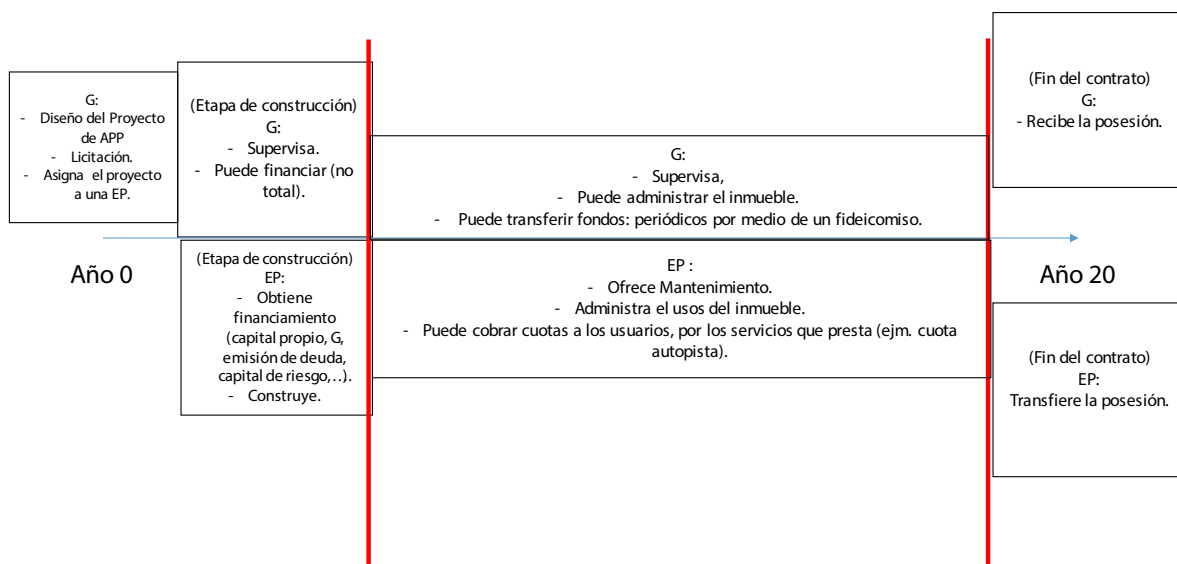 G:
- Diseño del Proyecto
de APP
- Licitación.
- Asigna el proyecto
a una EP.
(Etapa de construcción)
G:
- Supervisa.
- Puede financiar (no
total).
G:
- Supervisa,
- Puede administrar el inmueble.
- Puede transferir fondos: periódicos por medio de un fideicomiso.
(Fin del contrato)
G:
- Recibe la posesión.
Año 0
(Etapa de construcción)
EP:
- Obtiene
financiamiento
(capital propio, G,
emisión de deuda,
capital de riesgo,…).
- Construye.
EP :
- Ofrece Mantenimiento.
- Administra el usos del inmueble.
- Puede cobrar cuotas a los usuarios, por los servicios que presta (ejm. cuota
autopista).
Año 20
(Fin del contrato)
EP:
Transfiere la posesión.